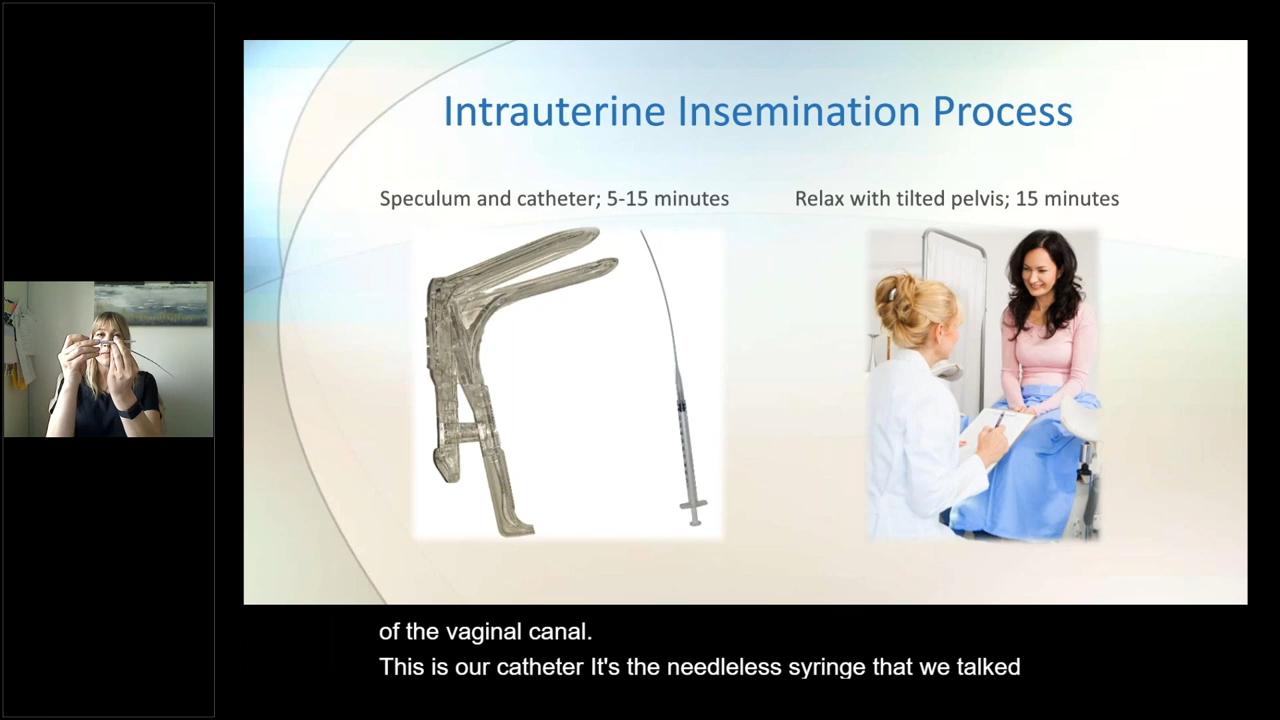 Intrauterine Insemination Process
Speculum and catheter; 5-15 minutes
Relax with tilted pelvis; 15 minutes
of the vaginal canal.
This is our catheter It's the needleless syringe that we talked